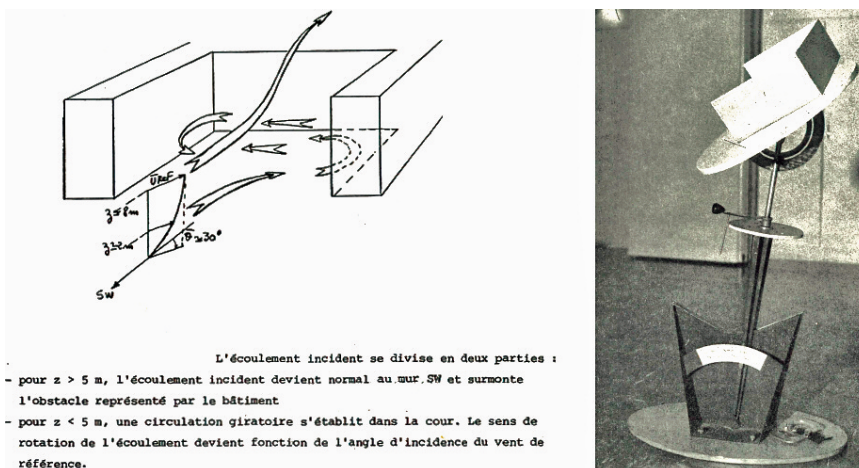 U REF
z=8m
z=2m
θ≈30°
SW
L'écoulement incident se divise en deux parties :
- pour z > 5 m, l'écoulement incident devient normal au mur SW et surmonte
l'obstacle représenté par le bâtiment
- pour z < 5 m, une circulation giratoire s'établit dans la cour. Le sens de
rotation de l'écoulement devient fonction de l'angle d'incidence du vent de
référence.